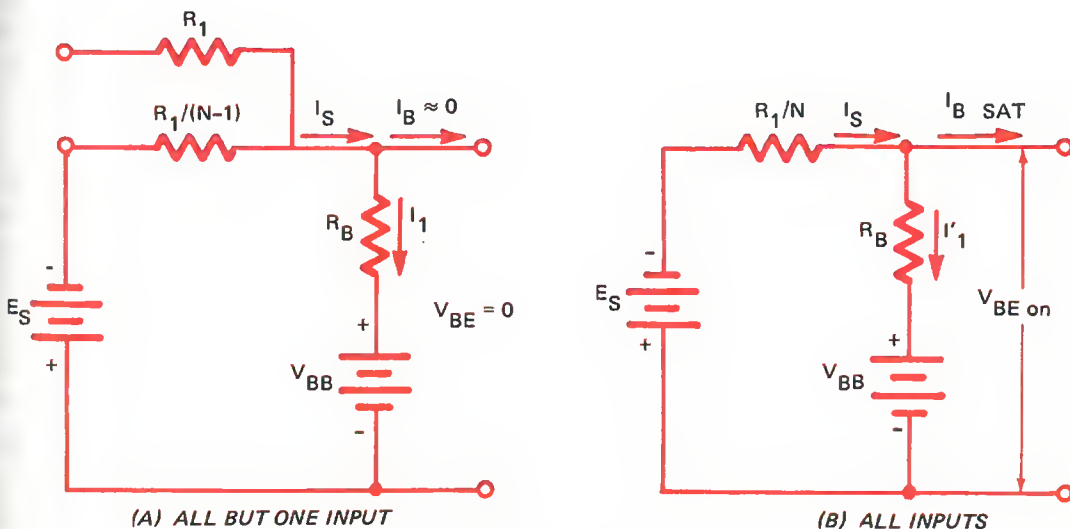 R1
R1/(N-1)
IS
IB ≈ 0
RB
I1
-
ES
+
+
VBB
-
VBE = 0
(A) ALL BUT ONE INPUT
R1/N
IS
IB SAT
RB
I'1
-
ES
+
+
VBB
-
VBE on
(B) ALL INPUTS